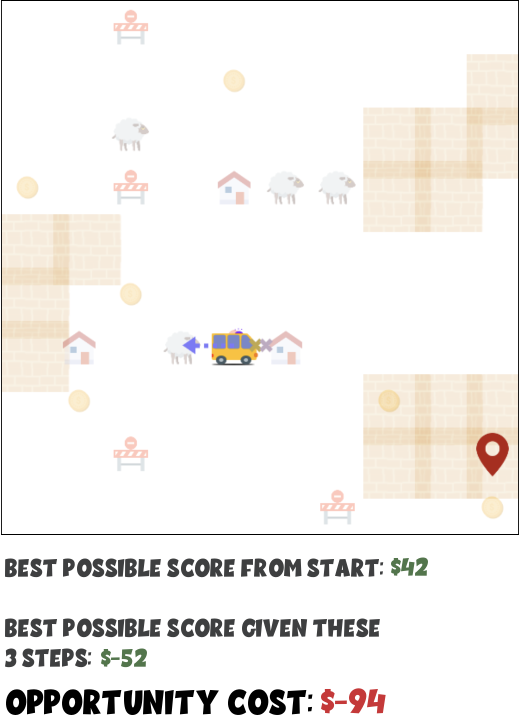 BEST POSSIBLE SCORE FROM START: $42
BEST POSSIBLE SCORE GIVEN THESE
3 STEPS: $-52
OPPORTUNITY COST: $-94